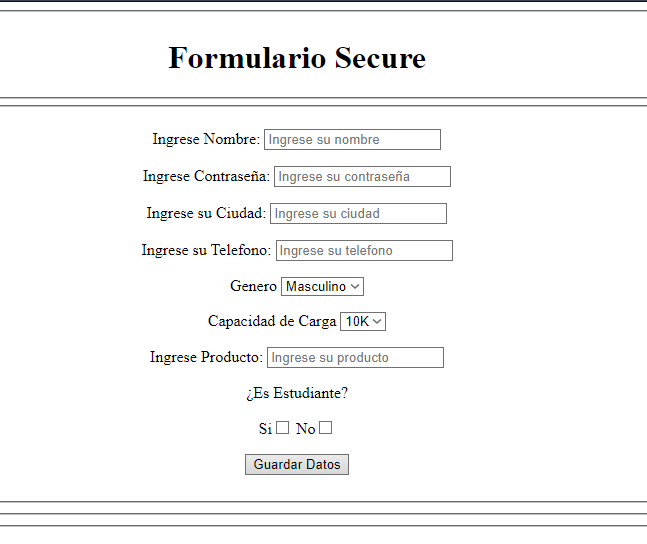 Formulario Secure
Ingrese Nombre: Ingrese su nombre
Ingrese Contraseña: Ingrese su contraseña
Ingrese su Ciudad: Ingrese su ciudad
Ingrese su Telefono: Ingrese su telefono
Genero Masculino
Capacidad de Carga 10K
Ingrese Producto: Ingrese su producto
¿Es Estudiante?
Si No
Guardar Datos